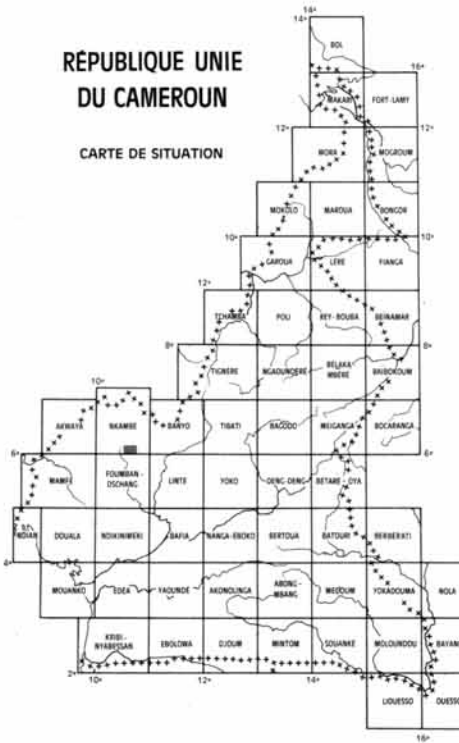 RÉPUBLIQUE UNIE
DU CAMEROUN
CARTE DE SITUATION
14°
14°
BOL
16°
MAKARI
FORT-LAMY
12°
12°
MORA
MOGROUM
MOKOLO
MAROUA
BONGOR
10°
10°
GAROUA
LÉRÉ
FIANGA
12°
TCHAMBA
POLI
REY-BOUBA
BEINAMAR
8°
8°
TIGNERE
NGAOUNDERE
BELAKA
MBERE
BAIBOKOUM
10°
AKWAYA
NKAMBE
BANYO
TIBATI
BAGODO
MEIGANGA
BOCARANGA
6°
6°
MAMFE
FOUMBAN-
DSCHANG
LINTE
YOKO
DENG-DENG
BETARE-OYA
NDIAN
DOUALA
NDIKINIMEKI
BAFIA
NANGA-EBOKO
BERTOUA
BATOURI
BERBERATI
4°
4°
MOUANKO
EDEA
YAOUNDE
AKONOLINGA
ABONG-
MBANG
MEDOUM
YOKADOUMA
NOLA
KRIBI-
NYABESSAN
EBOLOWA
DJOUM
MINTOM
SOUANKE
MOLOUNDOU
BAYANGA
2°
10°
12°
14°
LIOUESSO
OUESSO
16°